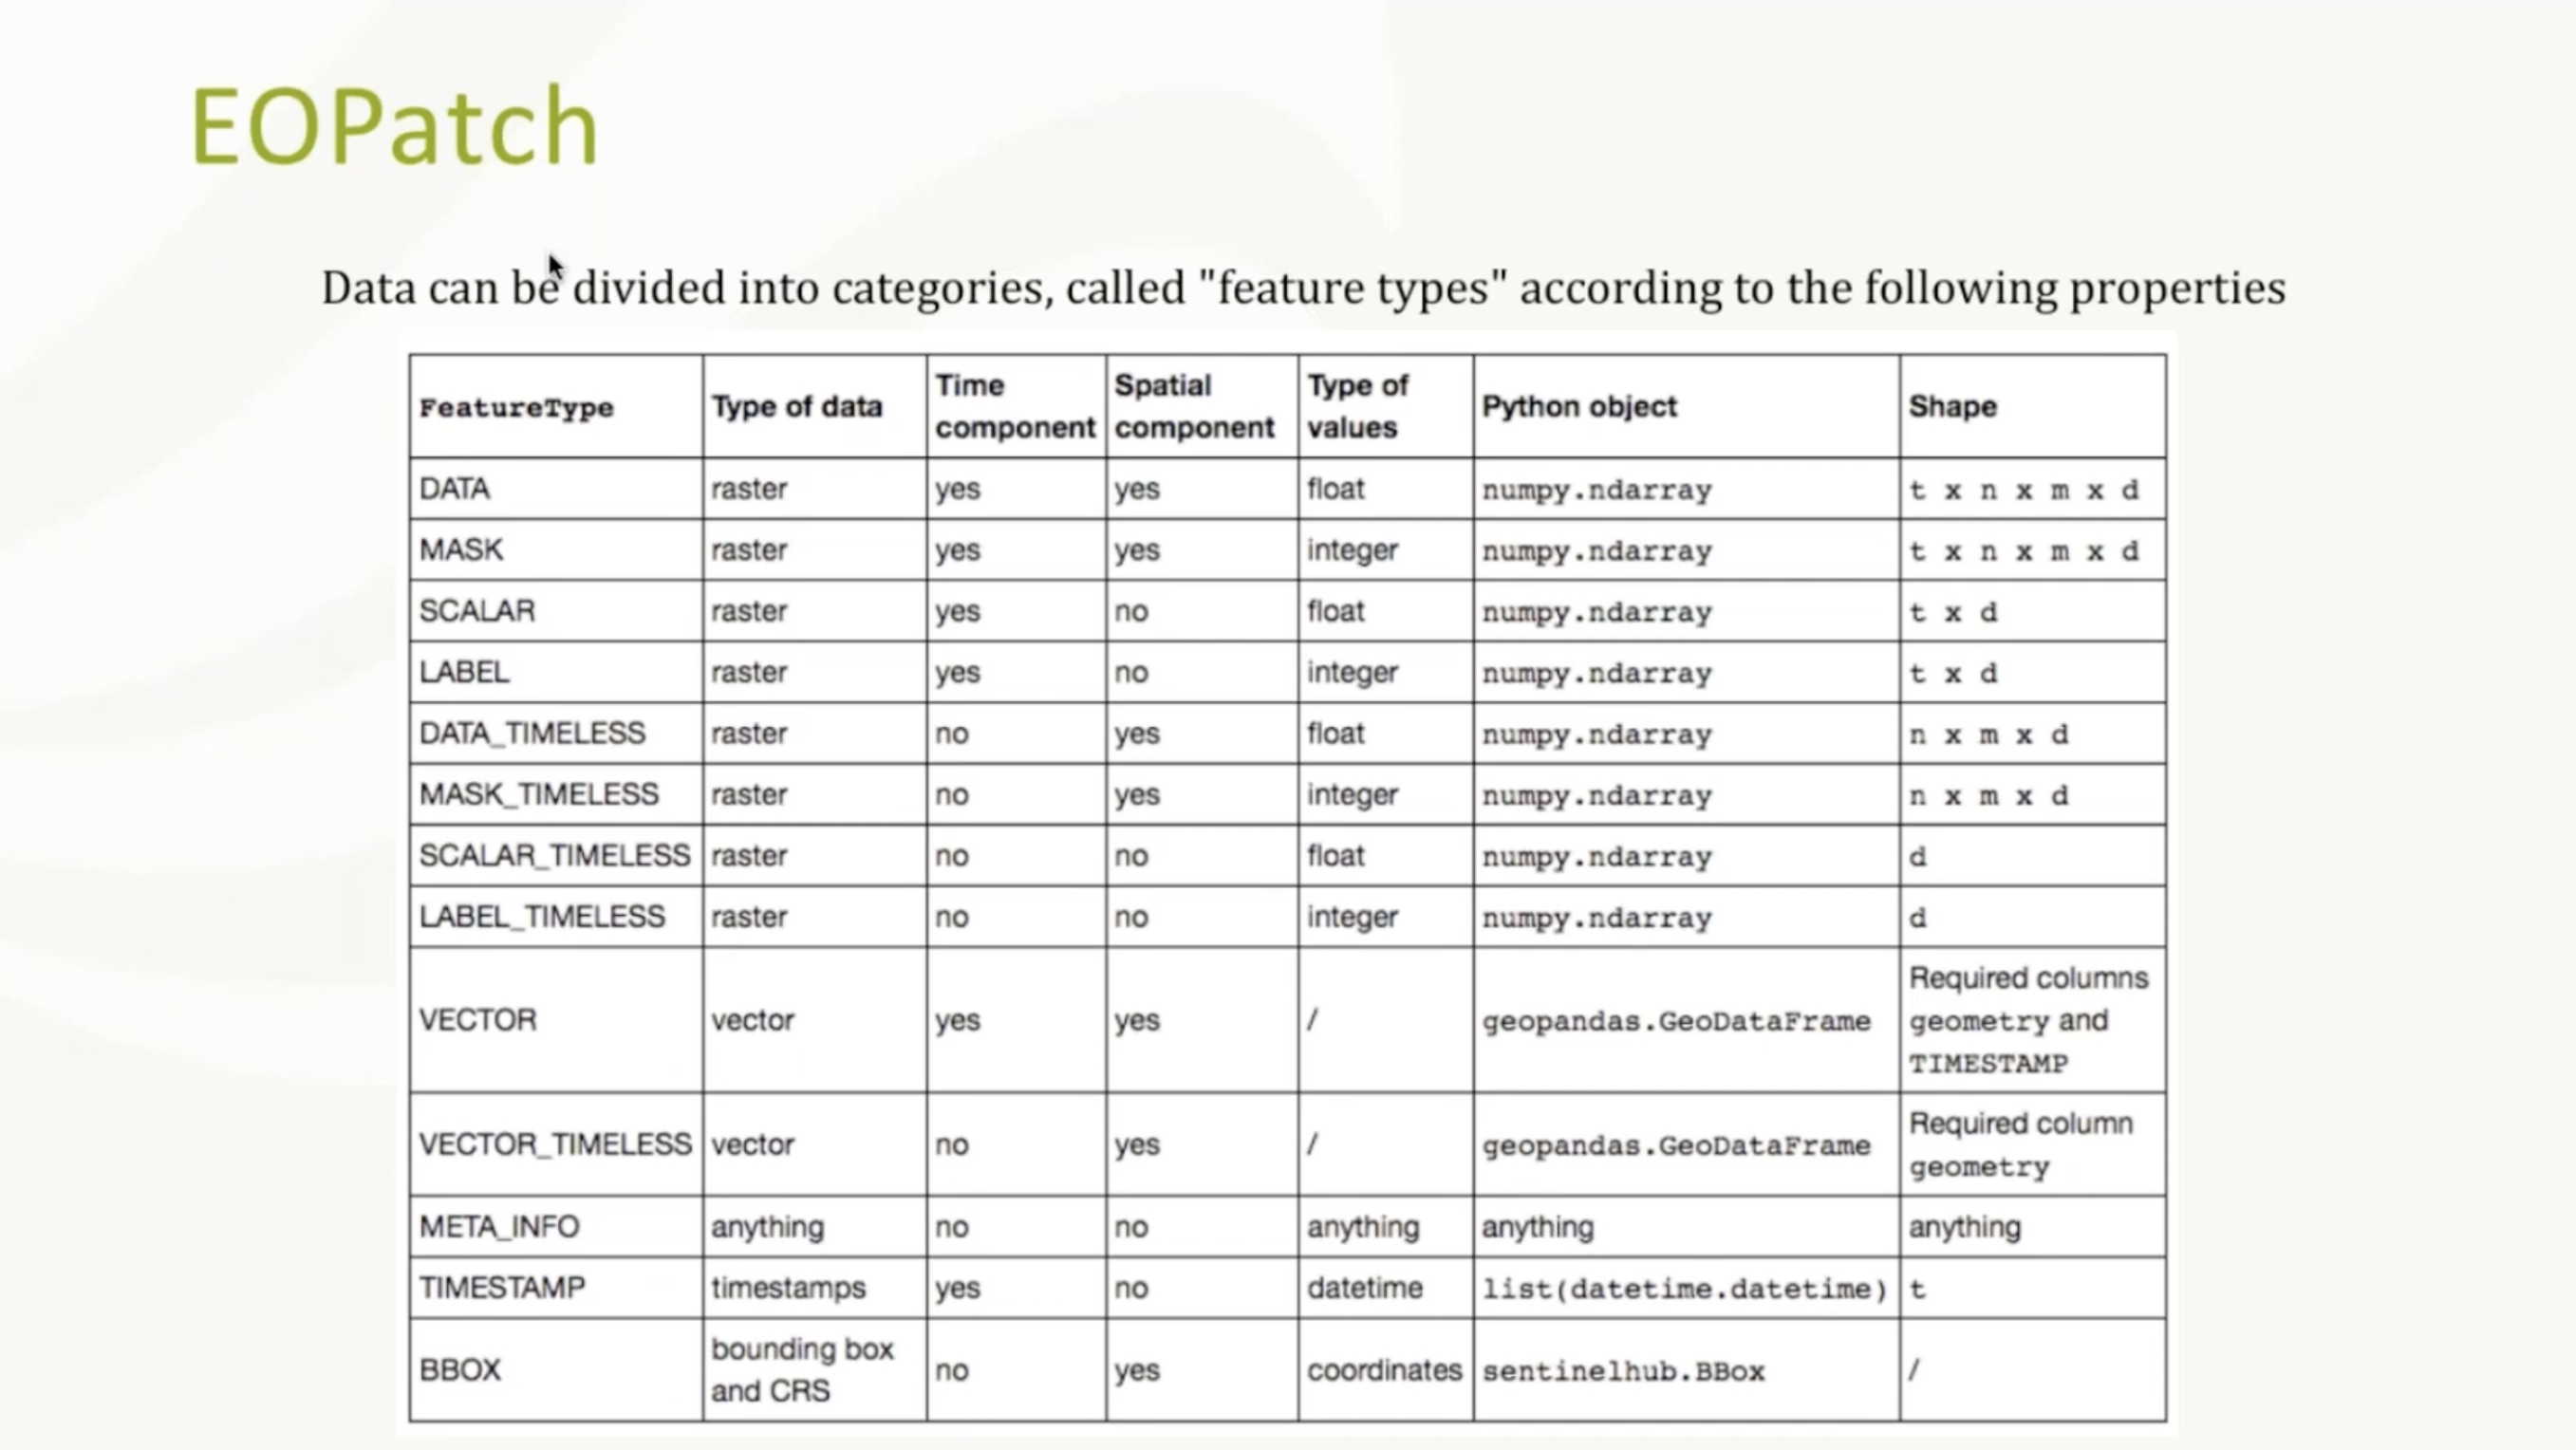 EOPatch
Data can be divided into categories, called "feature types" according to the following properties
FeatureType Type of data Time component Spatial component Type of values Python object Shape
DATA raster yes yes float numpy.ndarray t x n x m x d
MASK raster yes yes integer numpy.ndarray t x n x m x d
SCALAR raster yes no float numpy.ndarray t x d
LABEL raster yes no integer numpy.ndarray t x d
DATA_TIMELESS raster no yes float numpy.ndarray n x m x d
MASK_TIMELESS raster no yes integer numpy.ndarray n x m x d
SCALAR_TIMELESS raster no no float numpy.ndarray d
LABEL_TIMELESS raster no no integer numpy.ndarray d
VECTOR vector yes yes / geopandas.GeoDataFrame Required columns geometry and TIMESTAMP
VECTOR_TIMELESS vector no yes / geopandas.GeoDataFrame Required column geometry
META_INFO anything no no anything anything anything
TIMESTAMP timestamps yes no datetime list(datetime.datetime) t
BBOX bounding box and CRS no yes coordinates sentinelhub.BBox /